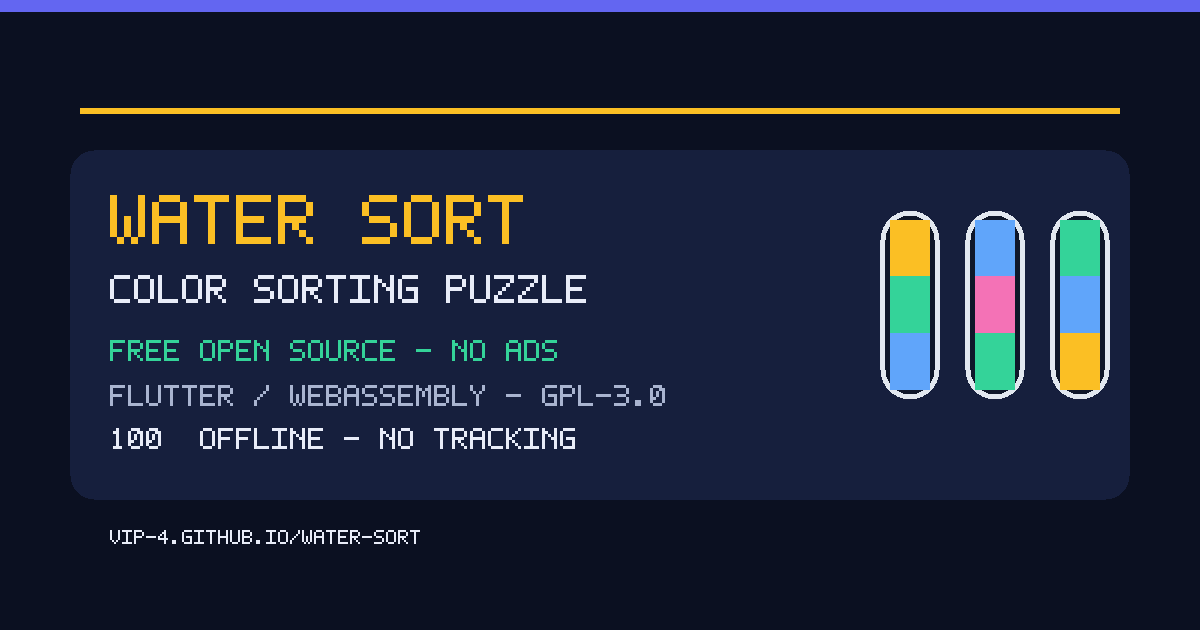 WATER SORT
COLOR SORTING PUZZLE
FREE OPEN SOURCE - NO ADS
FLUTTER / WEBASSEMBLY - GPL-3.0
100  OFFLINE - NO TRACKING
VIP-4.GITHUB.IO/WATER-SORT